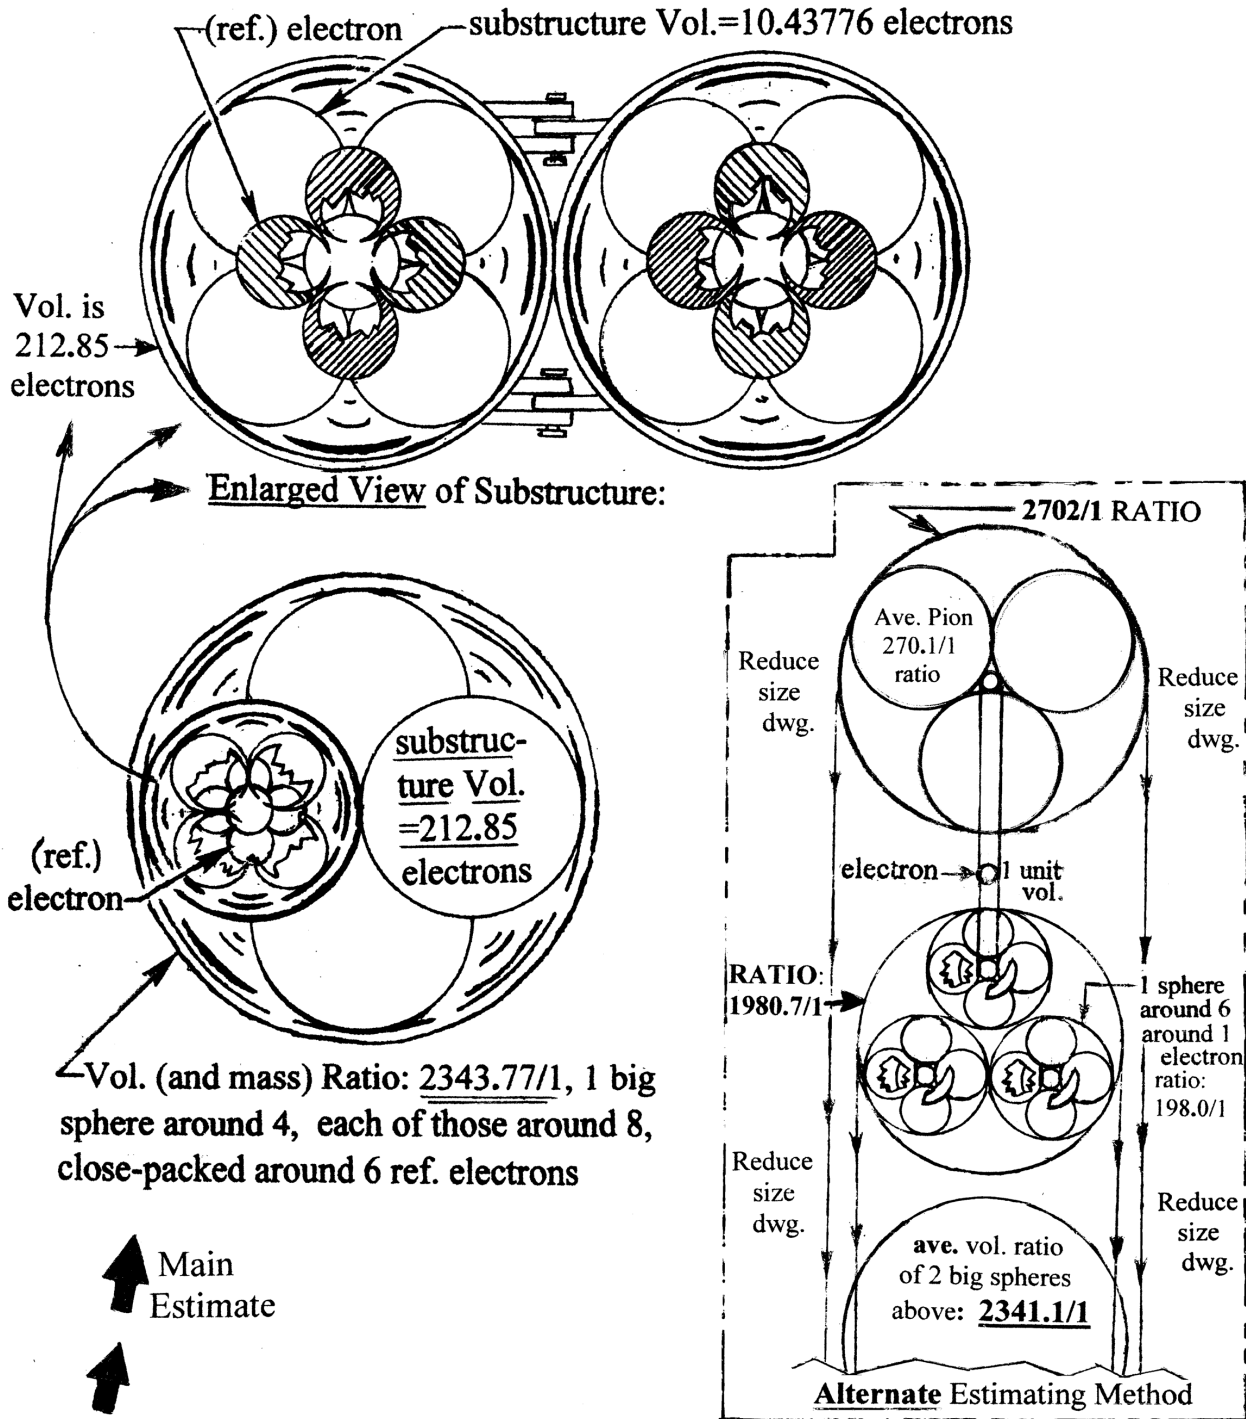 (ref.) electron
substructure Vol.=10.43776 electrons
Vol. is
212.85
electrons
Enlarged View of Substructure:
substruc-
ture Vol.
=212.85
electrons
(ref.)
electron
Vol. (and mass) Ratio: 2343.77/1, 1 big
sphere around 4, each of those around 8,
close-packed around 6 ref. electrons
Main
Estimate
2702/1 RATIO
Ave. Pion
270.1/1
ratio
Reduce
size
dwg.
Reduce
size
dwg.
electron
1 unit
vol.
RATIO:
1980.7/1
1 sphere
around 6
around 1
electron
ratio:
198.0/1
Reduce
size
dwg.
Reduce
size
dwg.
ave. vol. ratio
of 2 big spheres
above: 2341.1/1
Alternate Estimating Method